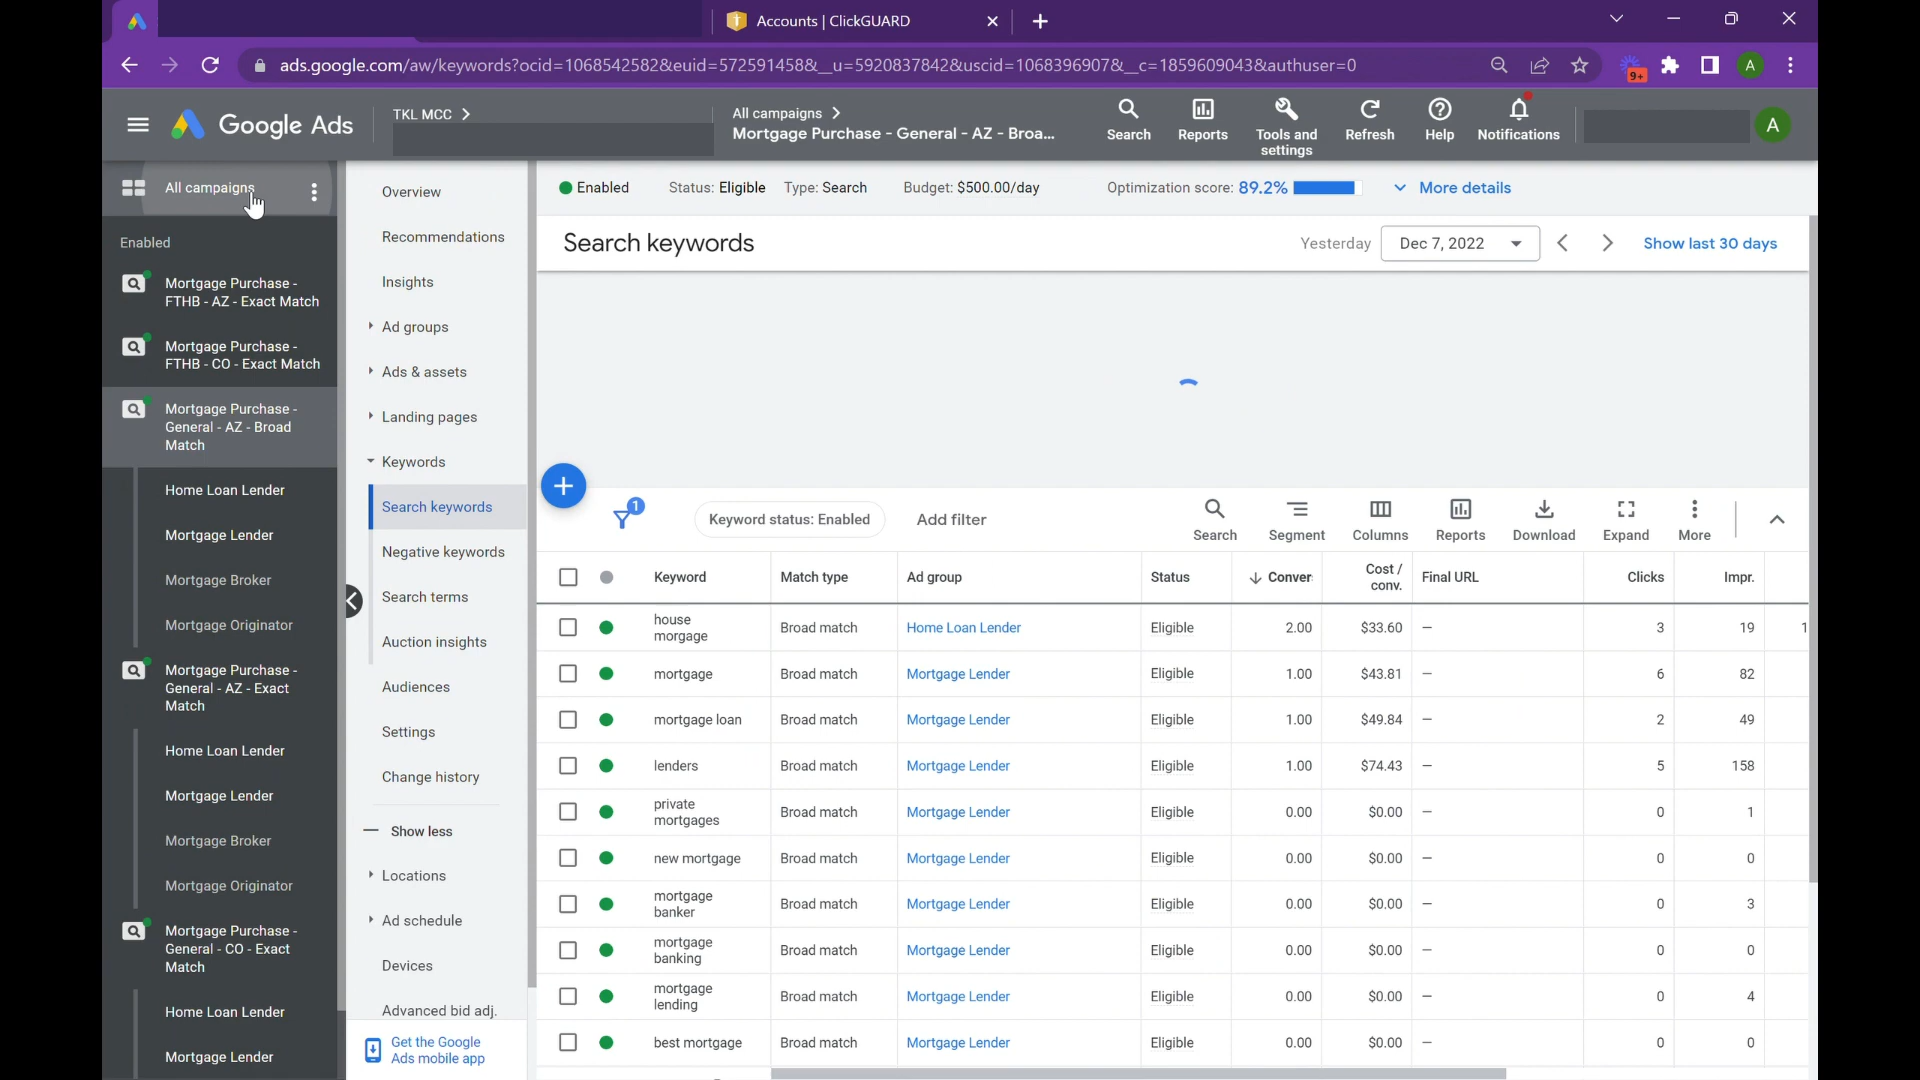 Accounts | ClickGUARD
ads.google.com/aw/keywords?ocid=1068542582&euid=572591458&__u=5920837842&uscid=1068396907&__c=1859609043&authuser=0
9+
A
Google Ads
TKL MCC
All campaigns
Mortgage Purchase - General - AZ - Broa...
Search
Reports
Tools and settings
Refresh
Help
Notifications
A
All campaigns
Enabled
Mortgage Purchase -
FTHB - AZ - Exact Match
Mortgage Purchase -
FTHB - CO - Exact Match
Mortgage Purchase -
General - AZ - Broad
Match
Home Loan Lender
Mortgage Lender
Mortgage Broker
Mortgage Originator
Mortgage Purchase -
General - AZ - Exact
Match
Home Loan Lender
Mortgage Lender
Mortgage Broker
Mortgage Originator
Mortgage Purchase -
General - CO - Exact
Match
Home Loan Lender
Mortgage Lender
Overview
Recommendations
Insights
Ad groups
Ads & assets
Landing pages
Keywords
Search keywords
Negative keywords
Search terms
Auction insights
Audiences
Settings
Change history
Show less
Locations
Ad schedule
Devices
Advanced bid adj.
Get the Google
Ads mobile app
Enabled Status: Eligible Type: Search Budget: $500.00/day Optimization score: 89.2% More details
Search keywords
Yesterday Dec 7, 2022 Show last 30 days
1
Keyword status: Enabled Add filter
Search Segment Columns Reports Download Expand More
Keyword Match type Ad group Status Conver Cost / conv. Final URL Clicks Impr.
house morgage Broad match Home Loan Lender Eligible 2.00 $33.60 – 3 19 1
mortgage Broad match Mortgage Lender Eligible 1.00 $43.81 – 6 82
mortgage loan Broad match Mortgage Lender Eligible 1.00 $49.84 – 2 49
lenders Broad match Mortgage Lender Eligible 1.00 $74.43 – 5 158
private mortgages Broad match Mortgage Lender Eligible 0.00 $0.00 – 0 1
new mortgage Broad match Mortgage Lender Eligible 0.00 $0.00 – 0 0
mortgage banker Broad match Mortgage Lender Eligible 0.00 $0.00 – 0 3
mortgage banking Broad match Mortgage Lender Eligible 0.00 $0.00 – 0 0
mortgage lending Broad match Mortgage Lender Eligible 0.00 $0.00 – 0 4
best mortgage Broad match Mortgage Lender Eligible 0.00 $0.00 – 0 0